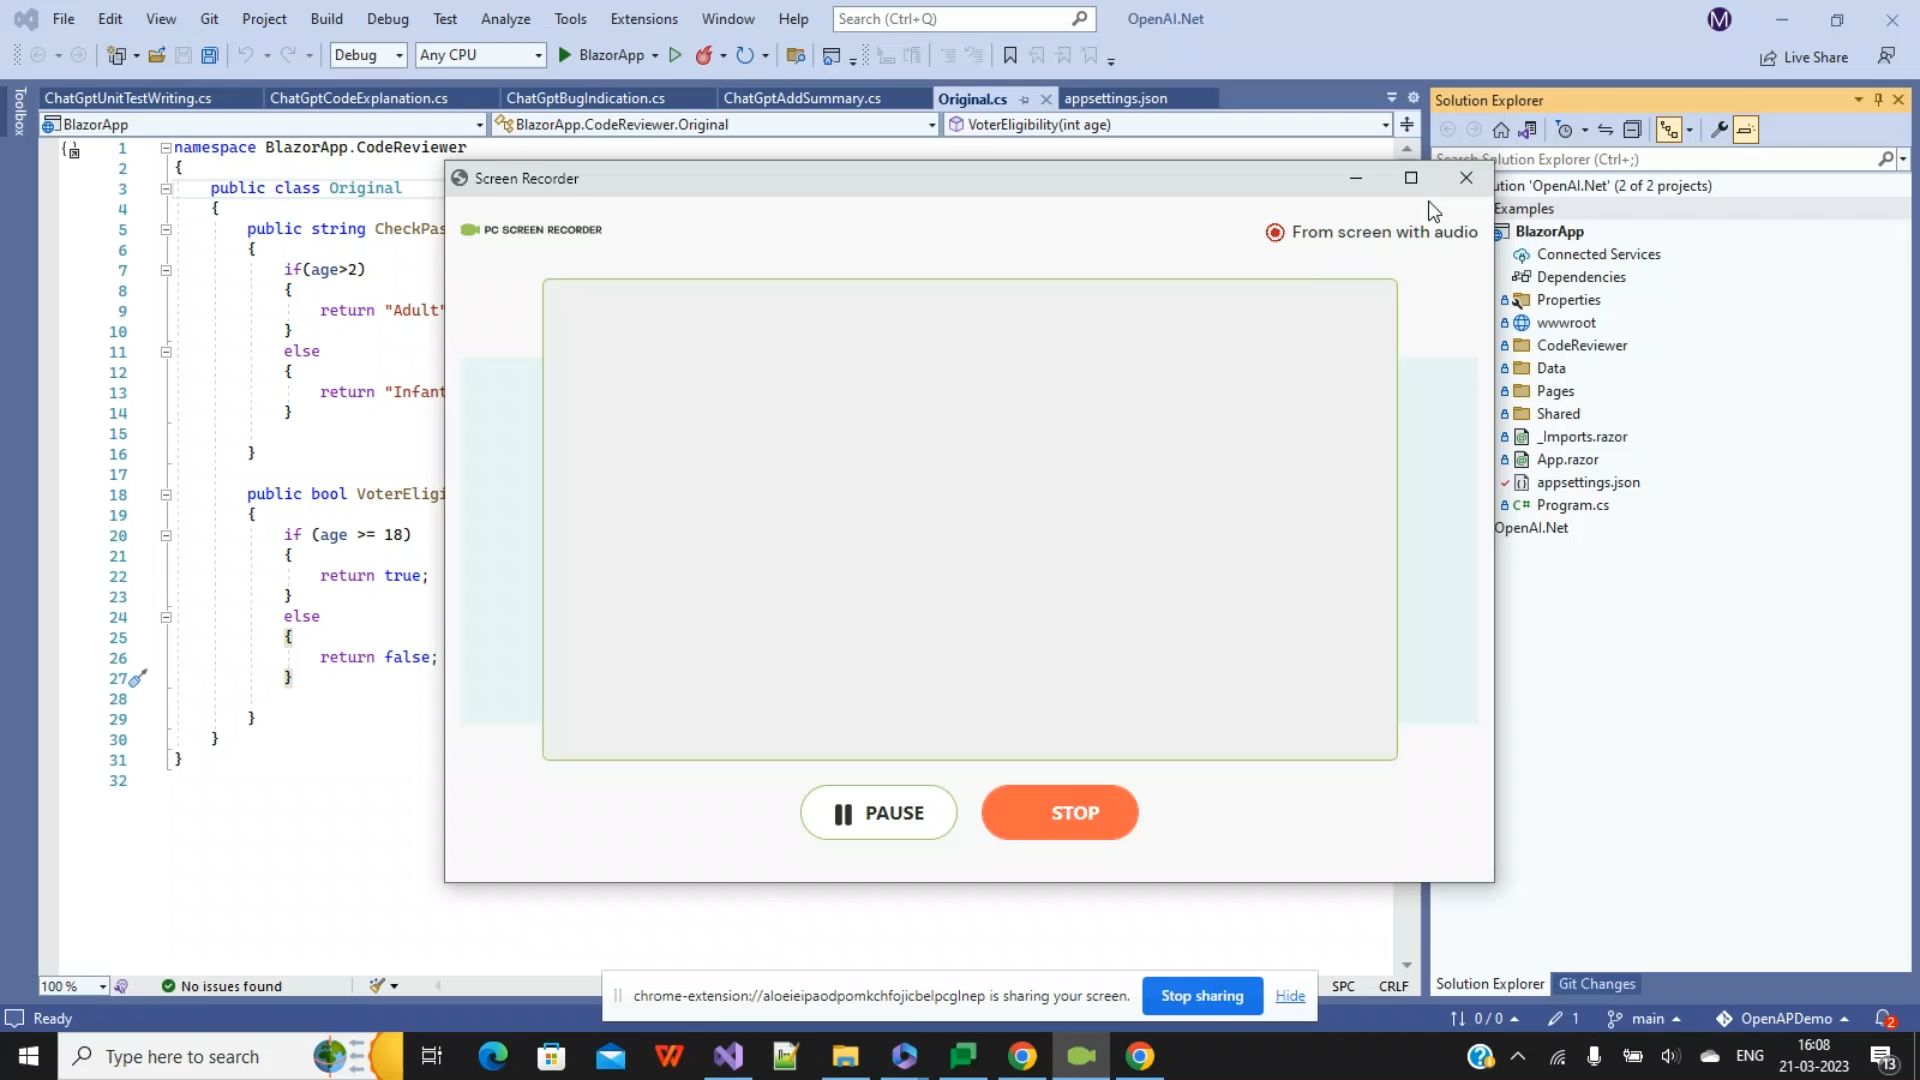 File Edit View Git Project Build Debug Test Analyze Tools Extensions Window Help Search (Ctrl+Q) OpenAI.Net M
Debug Any CPU BlazorApp Live Share
Toolbox
ChatGptUnitTestWriting.cs ChatGptCodeExplanation.cs ChatGptBugIndication.cs ChatGptAddSummary.cs Original.cs appsettings.json
BlazorApp BlazorApp.CodeReviewer.Original VoterEligibility(int age)
1 namespace BlazorApp.CodeReviewer
2 {
3 public class Original
4 {
5 public string CheckPas
6 {
7 if(age>2)
8 {
9 return "Adult"
10 }
11 else
12 {
13 return "Infant
14 }
15
16 }
17
18 public bool VoterEligi
19 {
20 if (age >= 18)
21 {
22 return true;
23 }
24 else
25 {
26 return false;
27 }
28
29 }
30 }
31 }
32
Screen Recorder
PC SCREEN RECORDER
From screen with audio
PAUSE STOP
Solution Explorer
Search Solution Explorer (Ctrl+;)
ution 'OpenAI.Net' (2 of 2 projects)
Examples
BlazorApp
Connected Services
Dependencies
Properties
wwwroot
CodeReviewer
Data
Pages
Shared
_Imports.razor
App.razor
appsettings.json
C# Program.cs
OpenAI.Net
100 % No issues found SPC CRLF
chrome-extension://aloeieipaodpomkchfojicbelpcglnep is sharing your screen. Stop sharing Hide
Solution Explorer Git Changes
Ready 0 / 0 1 main OpenAPDemo 2
Type here to search ENG 16:08
21-03-2023 13